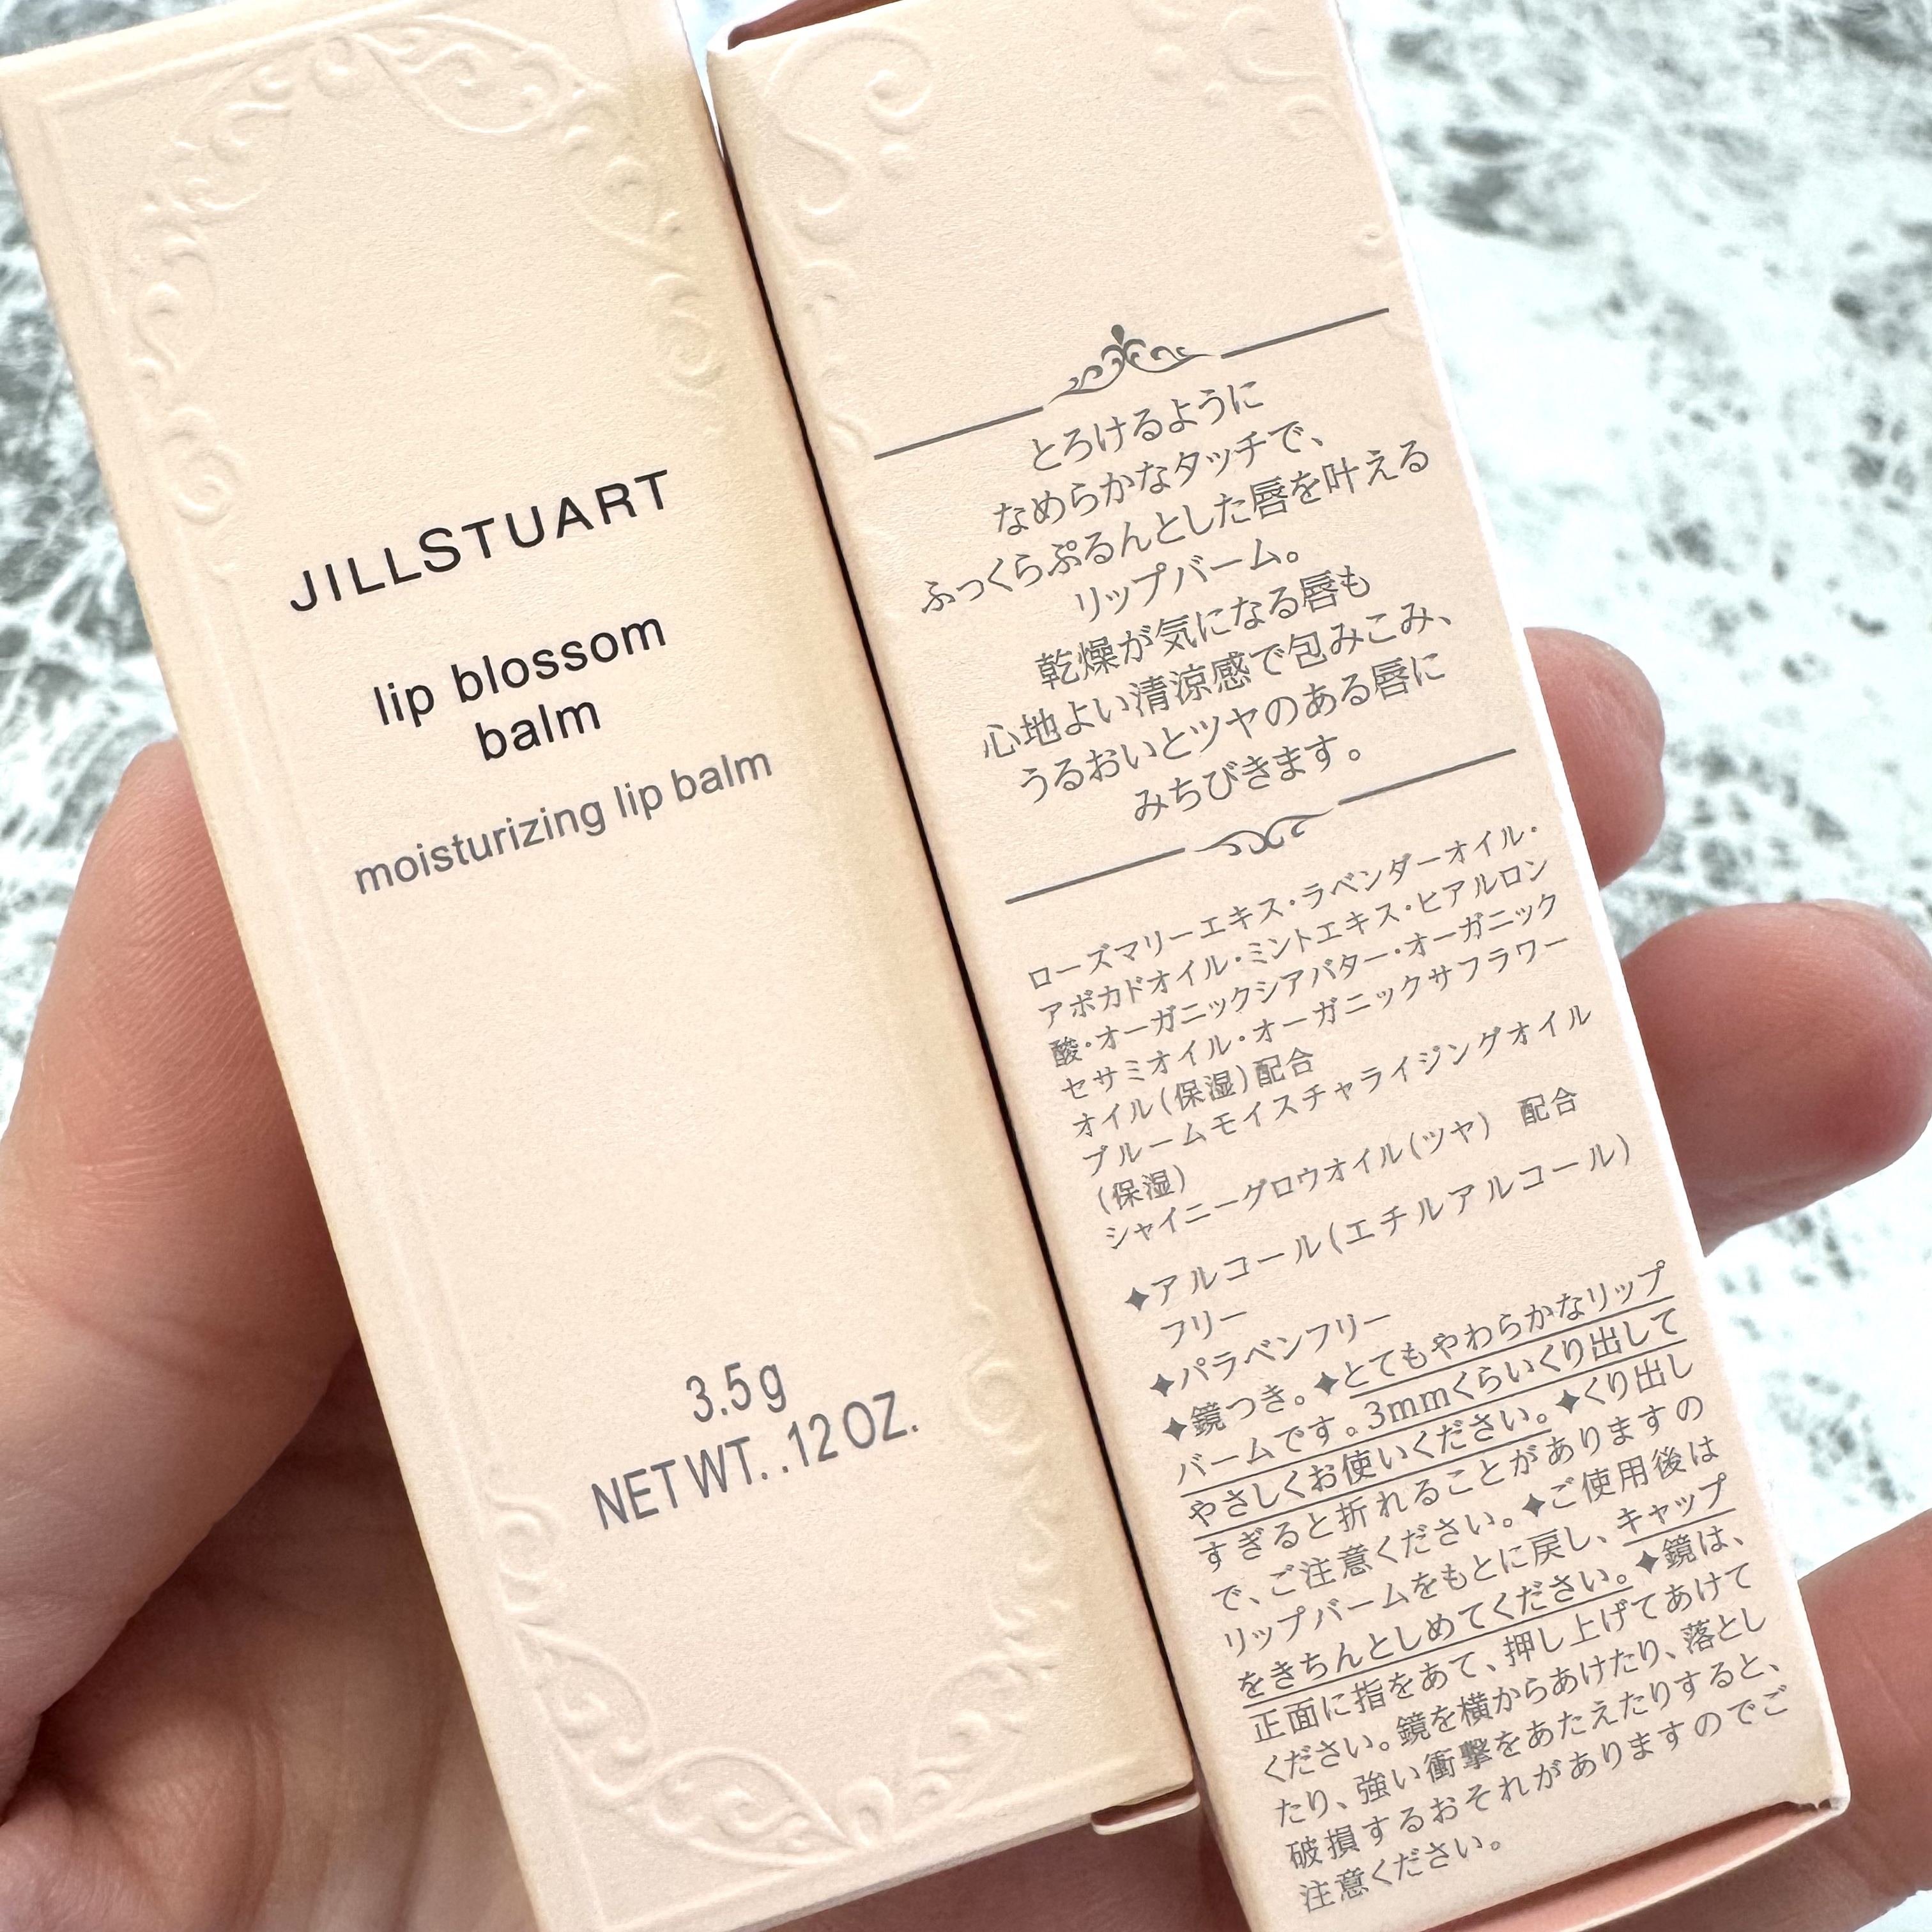 JILLSTUART
lip blossom
balm
moisturizing lip balm
3.5g
NET WT. .12 OZ.
とろけるように
なめらかなタッチで、
ふっくらぷるんとした唇を叶える
リップバーム。
乾燥が気になる唇も
心地よい清涼感で包みこみ、
うるおいとツヤのある唇に
みちびきます。
ローズマリーエキス・ラベンダーオイル・
アボカドオイル・ミントエキス・ヒアルロン
酸・オーガニックシアバター・オーガニック
セサミオイル・オーガニックサフラワー
オイル(保湿)配合
ブルームモイスチャライジングオイル
(保湿)
シャイニーグロウオイル(ツヤ) 配合
✦アルコール(エチルアルコール)
フリー
✦パラベンフリー
✦鏡つき。✦とてもやわらかなリップ
バームです。3mmくらいくり出して
やさしくお使いください。✦くり出し
すぎると折れることがありますの
で、ご注意ください。✦ご使用後は
リップバームをもとに戻し、キャップ
をきちんとしめてください。✦鏡は、
正面に指をあて、押し上げてあけて
ください。鏡を横からあけたり、落とし
たり、強い衝撃をあたえたりすると、
破損するおそれがありますのでご
注意ください。